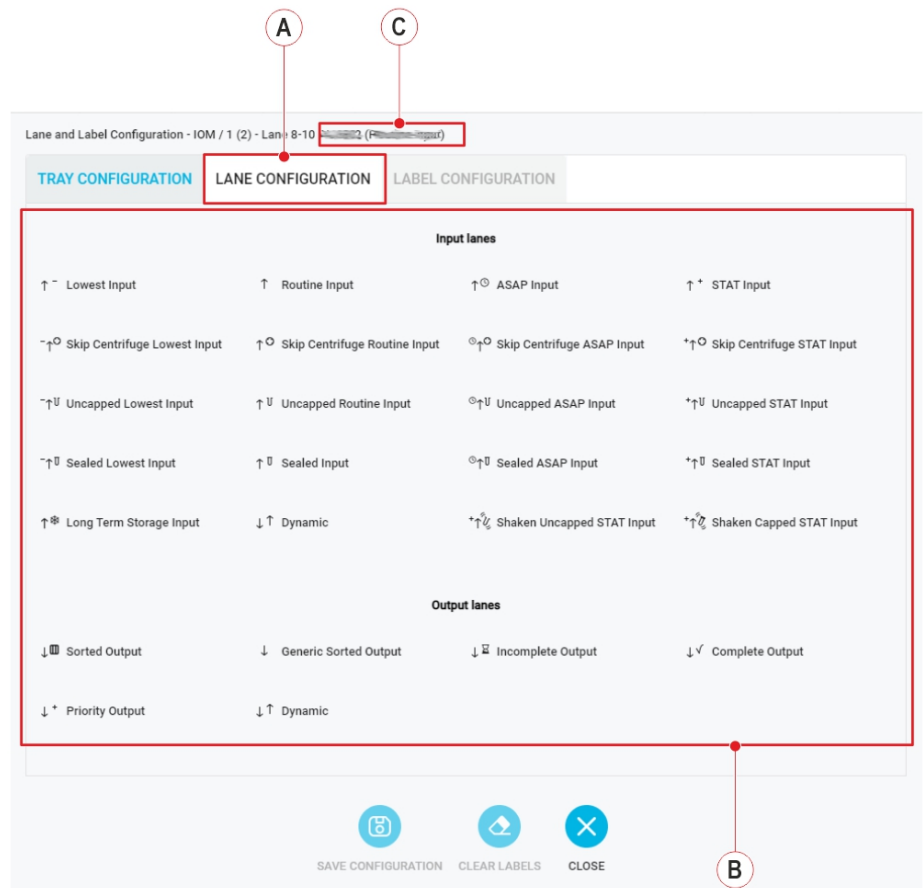 A
C
Lane and Label Configuration - IOM / 1 (2) - Lane 8-10 (Routine Input)
TRAY CONFIGURATION LANE CONFIGURATION LABEL CONFIGURATION
Input lanes
Lowest Input Routine Input ASAP Input STAT Input
Skip Centrifuge Lowest Input Skip Centrifuge Routine Input Skip Centrifuge ASAP Input Skip Centrifuge STAT Input
Uncapped Lowest Input Uncapped Routine Input Uncapped ASAP Input Uncapped STAT Input
Sealed Lowest Input Sealed Input Sealed ASAP Input Sealed STAT Input
Long Term Storage Input Dynamic Shaken Uncapped STAT Input Shaken Capped STAT Input
Output lanes
Sorted Output Generic Sorted Output Incomplete Output Complete Output
Priority Output Dynamic
SAVE CONFIGURATION CLEAR LABELS CLOSE
B